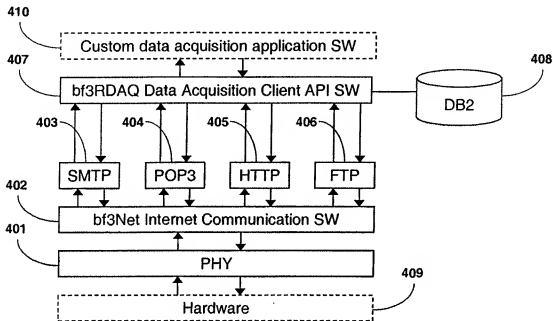 410
Custom data acquisition application SW
407
bf3RDAQ Data Acquisition Client API SW
408
DB2
403
404
405
406
SMTP
POP3
HTTP
FTP
402
bf3Net Internet Communication SW
401
PHY
409
Hardware